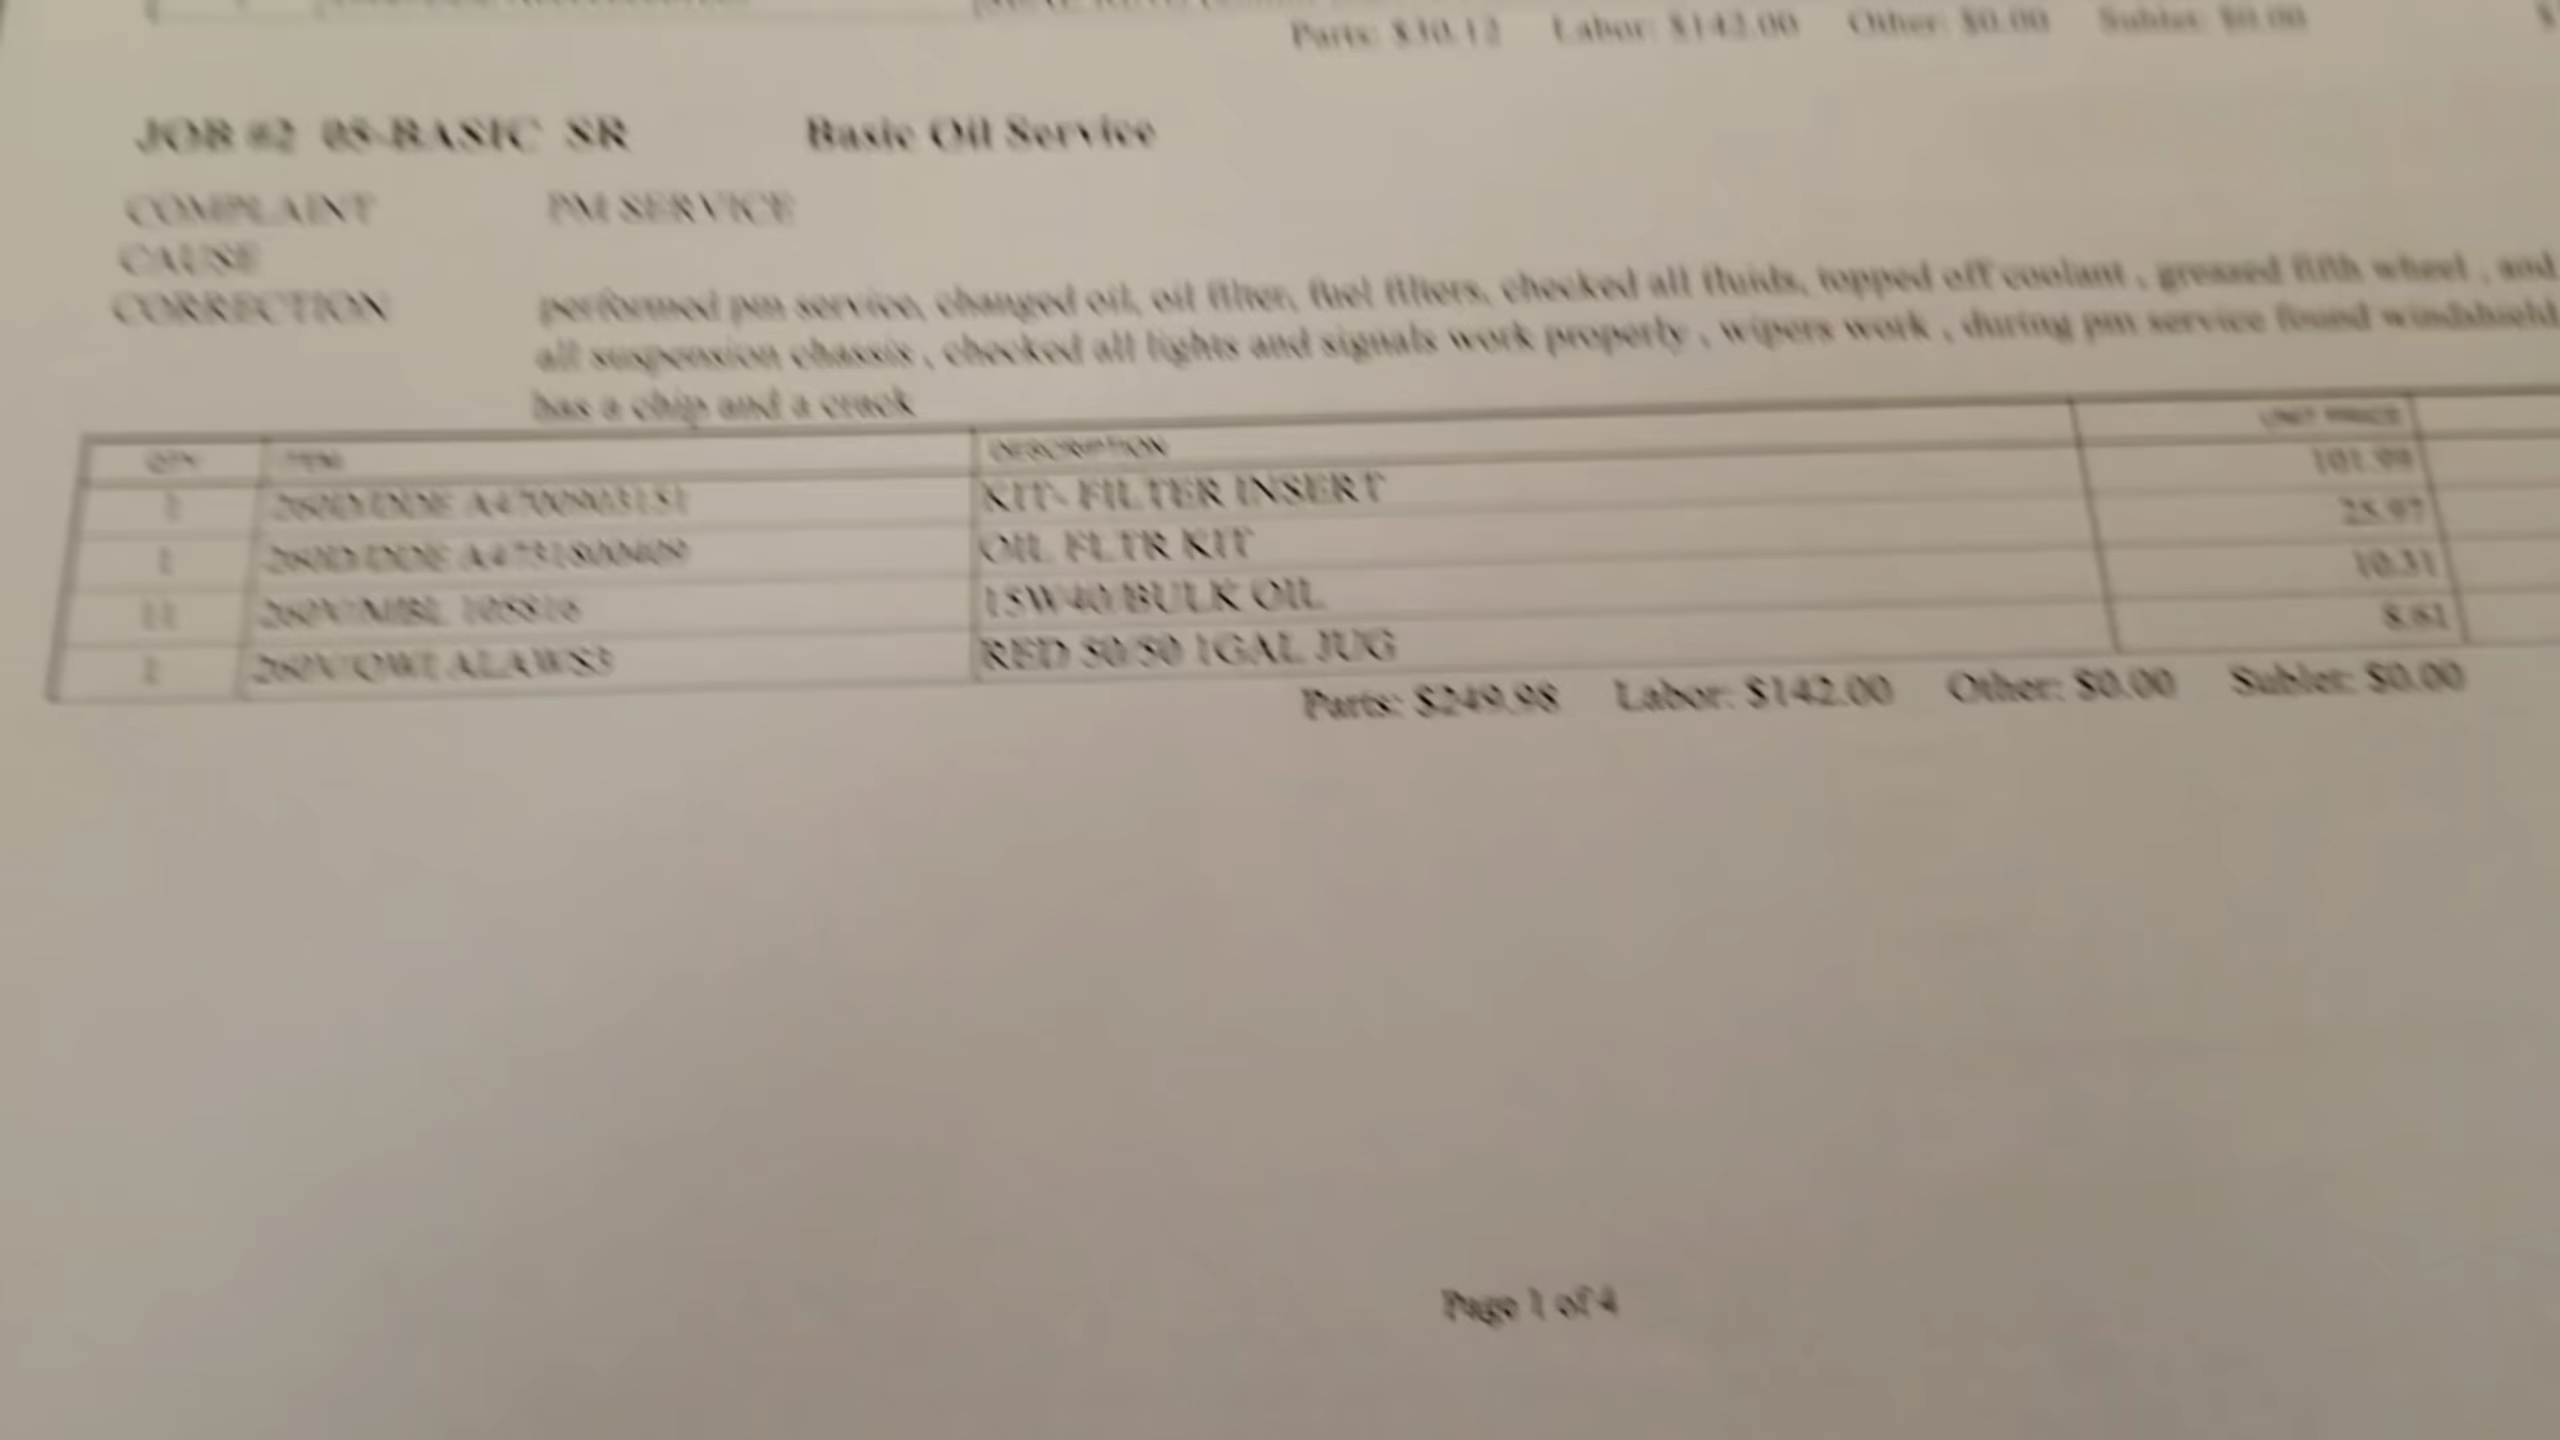 Parts: $30.12 Labor: $142.00 Other: $0.00 Sublet: $0.00
JOB #2 05-BASIC SR Basic Oil Service
COMPLAINT PM SERVICE
CAUSE
CORRECTION performed pm service, changed oil, oil filter, fuel filters, checked all fluids, topped off coolant , greased fifth wheel , and
all suspension chassis , checked all lights and signals work properly , wipers work , during pm service found windshield
has a chip and a crack
QTY ITEM DESCRIPTION UNIT PRICE
1 KIT- FILTER INSERT 101.99
1 OIL FLTR KIT 25.97
11 15W40 BULK OIL 10.31
1 RED 50/50 1GAL JUG 8.61
Parts: $249.98 Labor: $142.00 Other: $0.00 Sublet: $0.00
Page 1 of 4